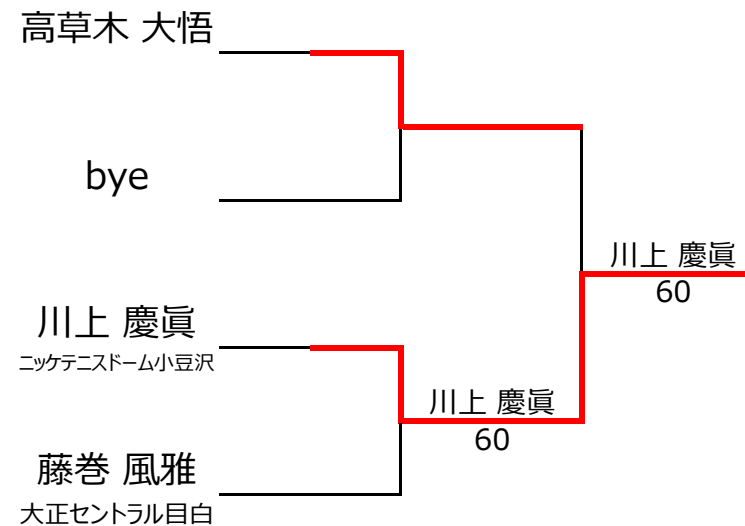 高草木 大悟
bye
川上 慶眞
60
川上 慶眞
ニッケテニスドーム小豆沢
川上 慶眞
60
藤巻 風雅
大正セントラル目白